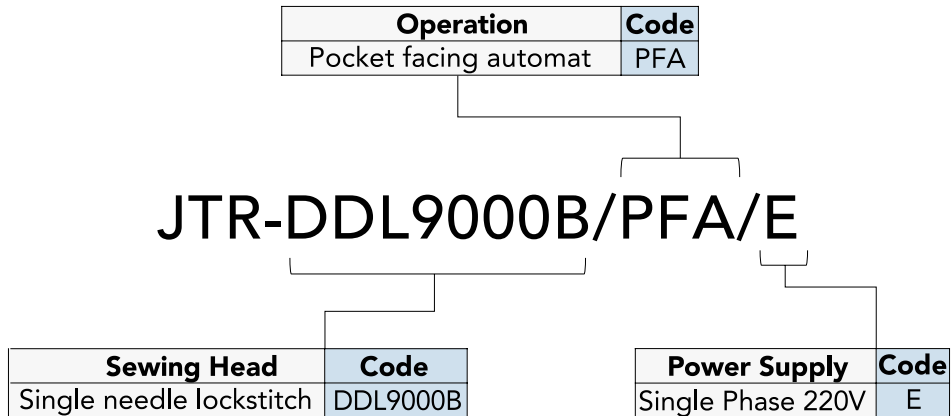 Operation Code
Pocket facing automat PFA
JTR-DDL9000B/PFA/E
Sewing Head Code
Single needle lockstitch DDL9000B
Power Supply Code
Single Phase 220V E